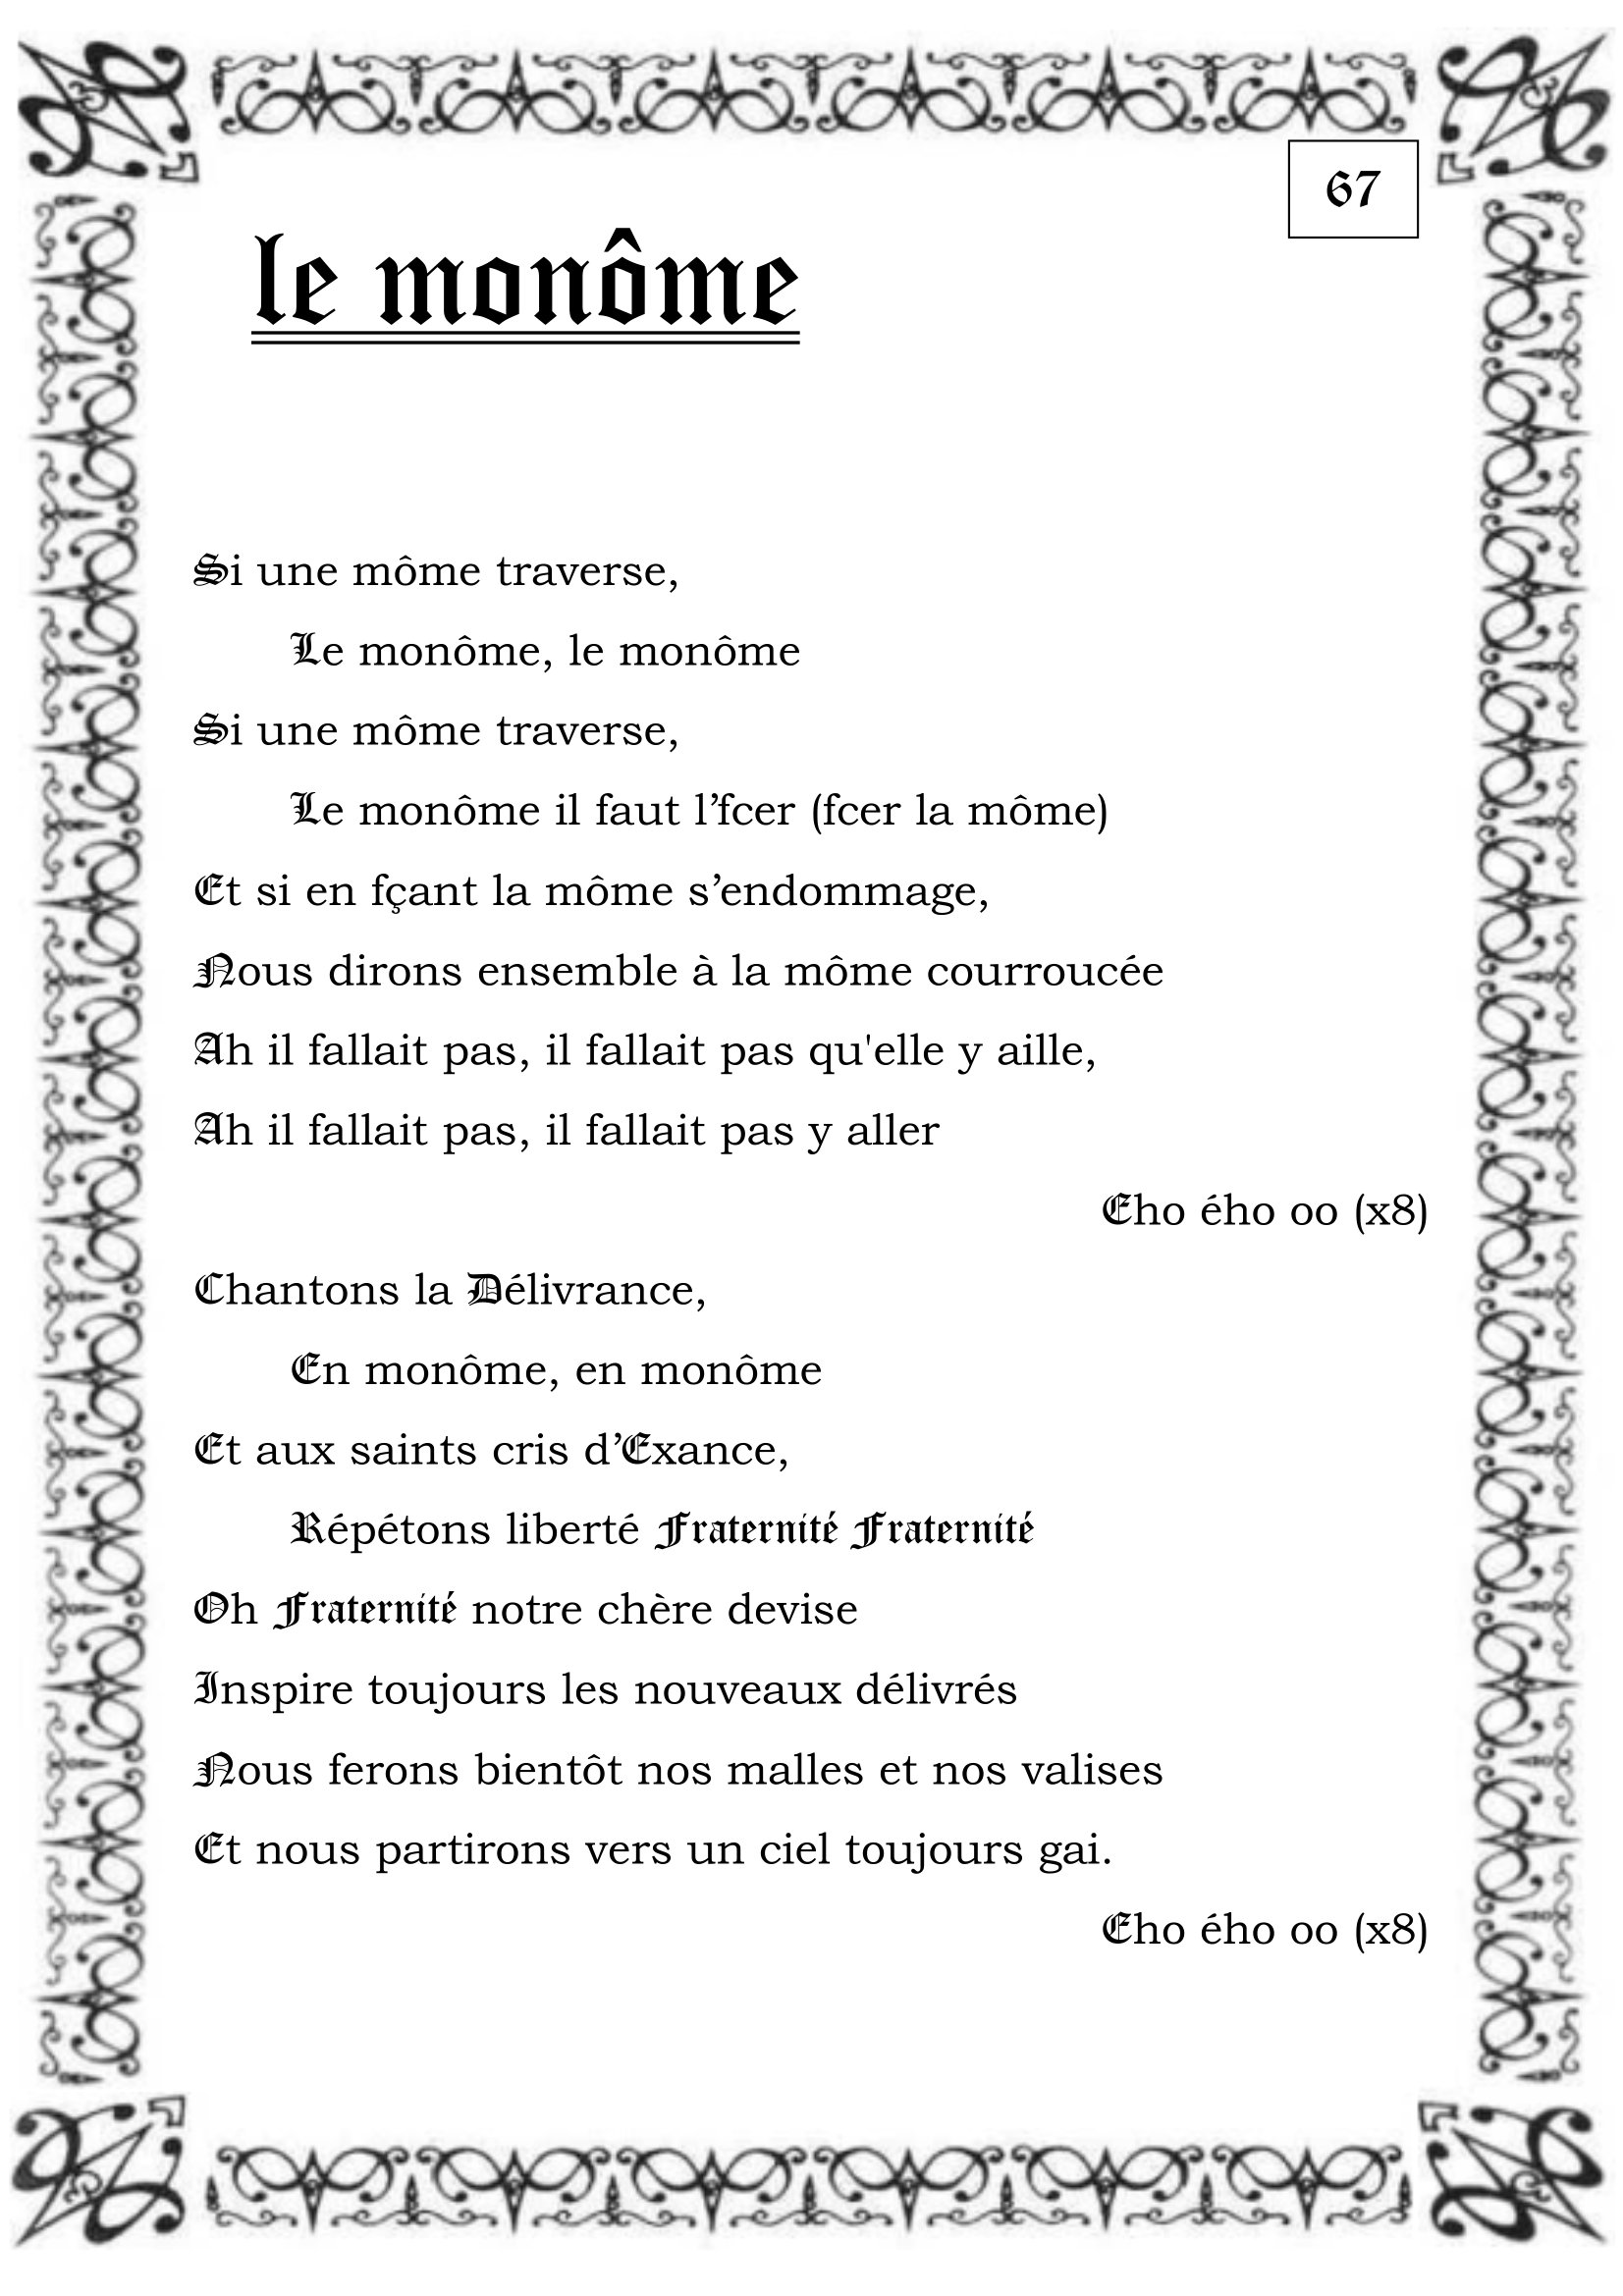 67
le monôme
Si une môme traverse,
Le monôme, le monôme
Si une môme traverse,
Le monôme il faut l’fcer (fcer la môme)
Et si en fçant la môme s’endommage,
Nous dirons ensemble à la môme courroucée
Ah il fallait pas, il fallait pas qu'elle y aille,
Ah il fallait pas, il fallait pas y aller
Eho ého oo (x8)
Chantons la Délivrance,
En monôme, en monôme
Et aux saints cris d’Exance,
Répétons liberté Fraternité Fraternité
Oh Fraternité notre chère devise
Inspire toujours les nouveaux délivrés
Nous ferons bientôt nos malles et nos valises
Et nous partirons vers un ciel toujours gai.
Eho ého oo (x8)